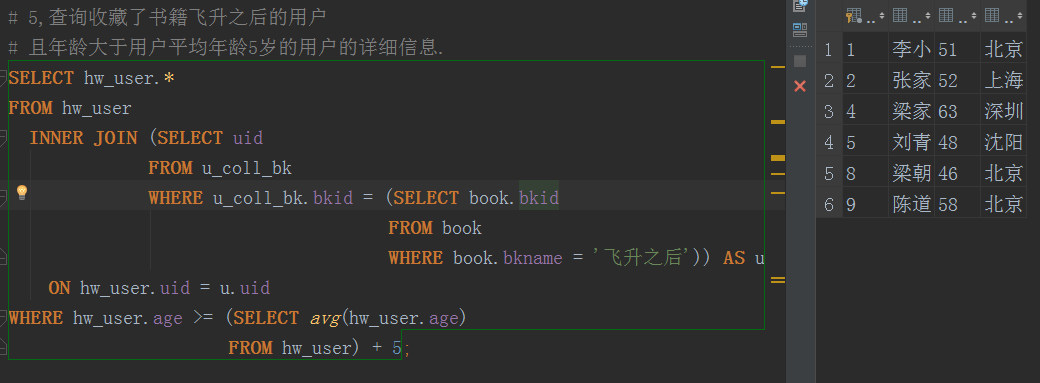 # 5,查询收藏了书籍飞升之后的用户
# 且年龄大于用户平均年龄5岁的用户的详细信息.
SELECT hw_user.*
FROM hw_user
INNER JOIN (SELECT uid
FROM u_coll_bk
WHERE u_coll_bk.bkid = (SELECT book.bkid
FROM book
WHERE book.bkname = '飞升之后')) AS u
ON hw_user.uid = u.uid
WHERE hw_user.age >= (SELECT avg(hw_user.age)
FROM hw_user) + 5;
1 1 李小 51 北京
2 2 张家 52 上海
3 4 梁家 63 深圳
4 5 刘青 48 沈阳
5 8 梁朝 46 北京
6 9 陈道 58 北京